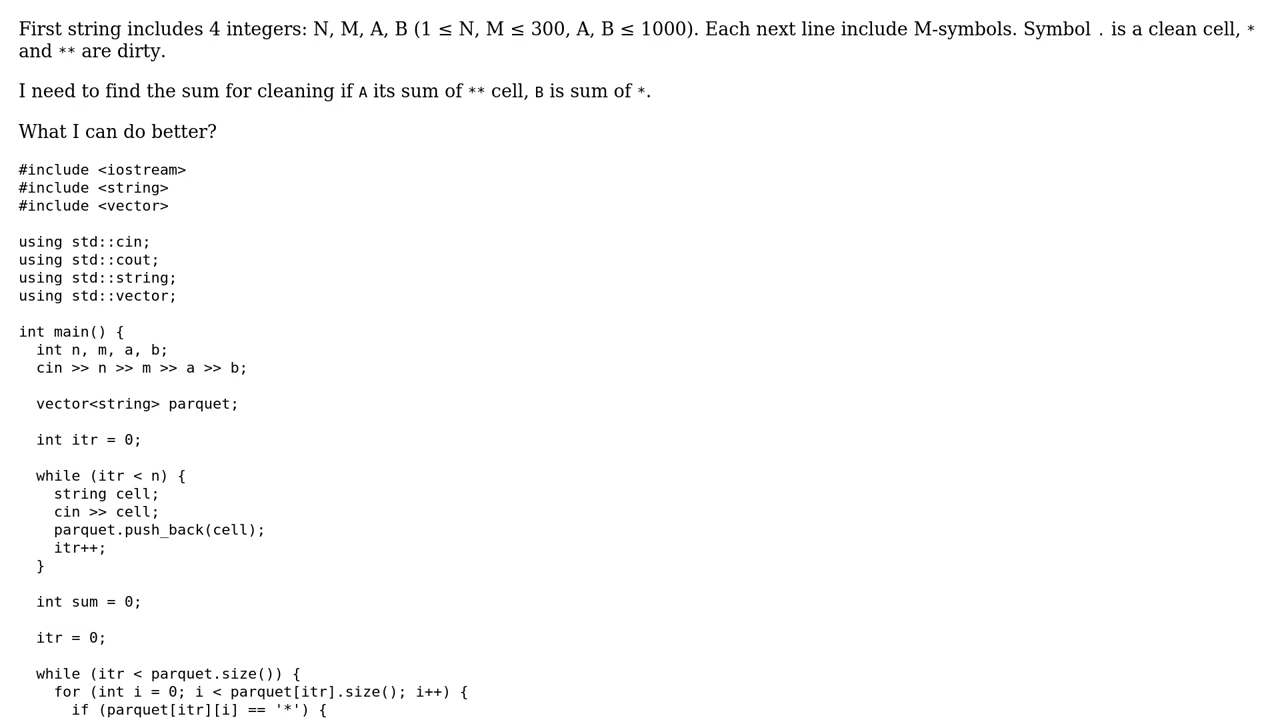 First string includes 4 integers: N, M, A, B (1 ≤ N, M ≤ 300, A, B ≤ 1000). Each next line include M-symbols. Symbol . is a clean cell, *
and ** are dirty.
I need to find the sum for cleaning if A its sum of ** cell, B is sum of *.
What I can do better?
#include <iostream>
#include <string>
#include <vector>
using std::cin;
using std::cout;
using std::string;
using std::vector;
int main() {
  int n, m, a, b;
  cin >> n >> m >> a >> b;
  vector<string> parquet;
  int itr = 0;
  while (itr < n) {
    string cell;
    cin >> cell;
    parquet.push_back(cell);
    itr++;
  }
  int sum = 0;
  itr = 0;
  while (itr < parquet.size()) {
    for (int i = 0; i < parquet[itr].size(); i++) {
      if (parquet[itr][i] == '*') {